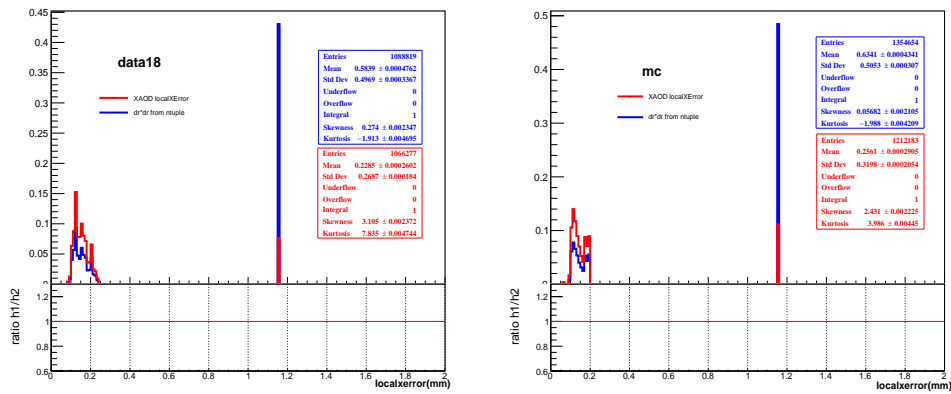 0.45
0.4
0.35
0.3
0.25
0.2
0.15
0.1
0.05
0
data18
XAOD localXError
dr*dr from ntuple
Entries 1088819
Mean 0.5839 ± 0.0004762
Std Dev 0.4969 ± 0.0003367
Underflow 0
Overflow 0
Integral 1
Skewness 0.274 ± 0.002347
Kurtosis −1.913 ± 0.004695
Entries 1066277
Mean 0.2285 ± 0.0002602
Std Dev 0.2687 ± 0.000184
Underflow 0
Overflow 0
Integral 1
Skewness 3.105 ± 0.002372
Kurtosis 7.835 ± 0.004744
ratio h1/h2
1.2
1
0.8
0.6
0 0.2 0.4 0.6 0.8 1 1.2 1.4 1.6 1.8 2
localxerror(mm)
0.5
0.4
0.3
0.2
0.1
0
mc
XAOD localXError
dr*dr from ntuple
Entries 1354654
Mean 0.6341 ± 0.0004341
Std Dev 0.5053 ± 0.000307
Underflow 0
Overflow 0
Integral 1
Skewness 0.05682 ± 0.002105
Kurtosis −1.988 ± 0.004209
Entries 1212183
Mean 0.2561 ± 0.0002905
Std Dev 0.3198 ± 0.0002054
Underflow 0
Overflow 0
Integral 1
Skewness 2.431 ± 0.002225
Kurtosis 3.986 ± 0.00445
ratio h1/h2
1.2
1
0.8
0.6
0 0.2 0.4 0.6 0.8 1 1.2 1.4 1.6 1.8 2
localxerror(mm)